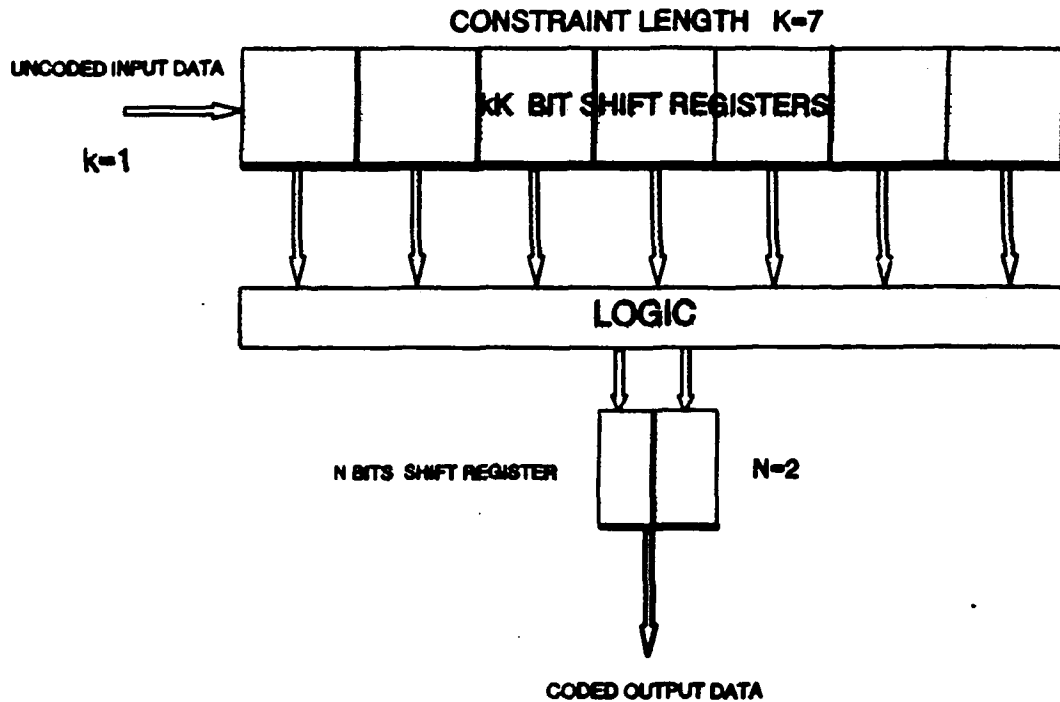 CONSTRAINT LENGTH K=7
UNCODED INPUT DATA
kK BIT SHIFT REGISTERS
k=1
LOGIC
N BITS SHIFT REGISTER
N=2
CODED OUTPUT DATA